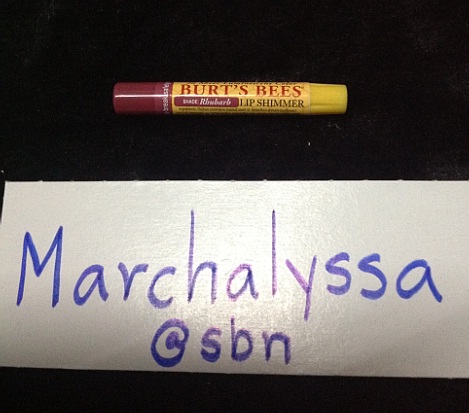 BURT'S BEES
SHADE: Rhubarb LIP SHIMMER
Marchalyssa
@sbn